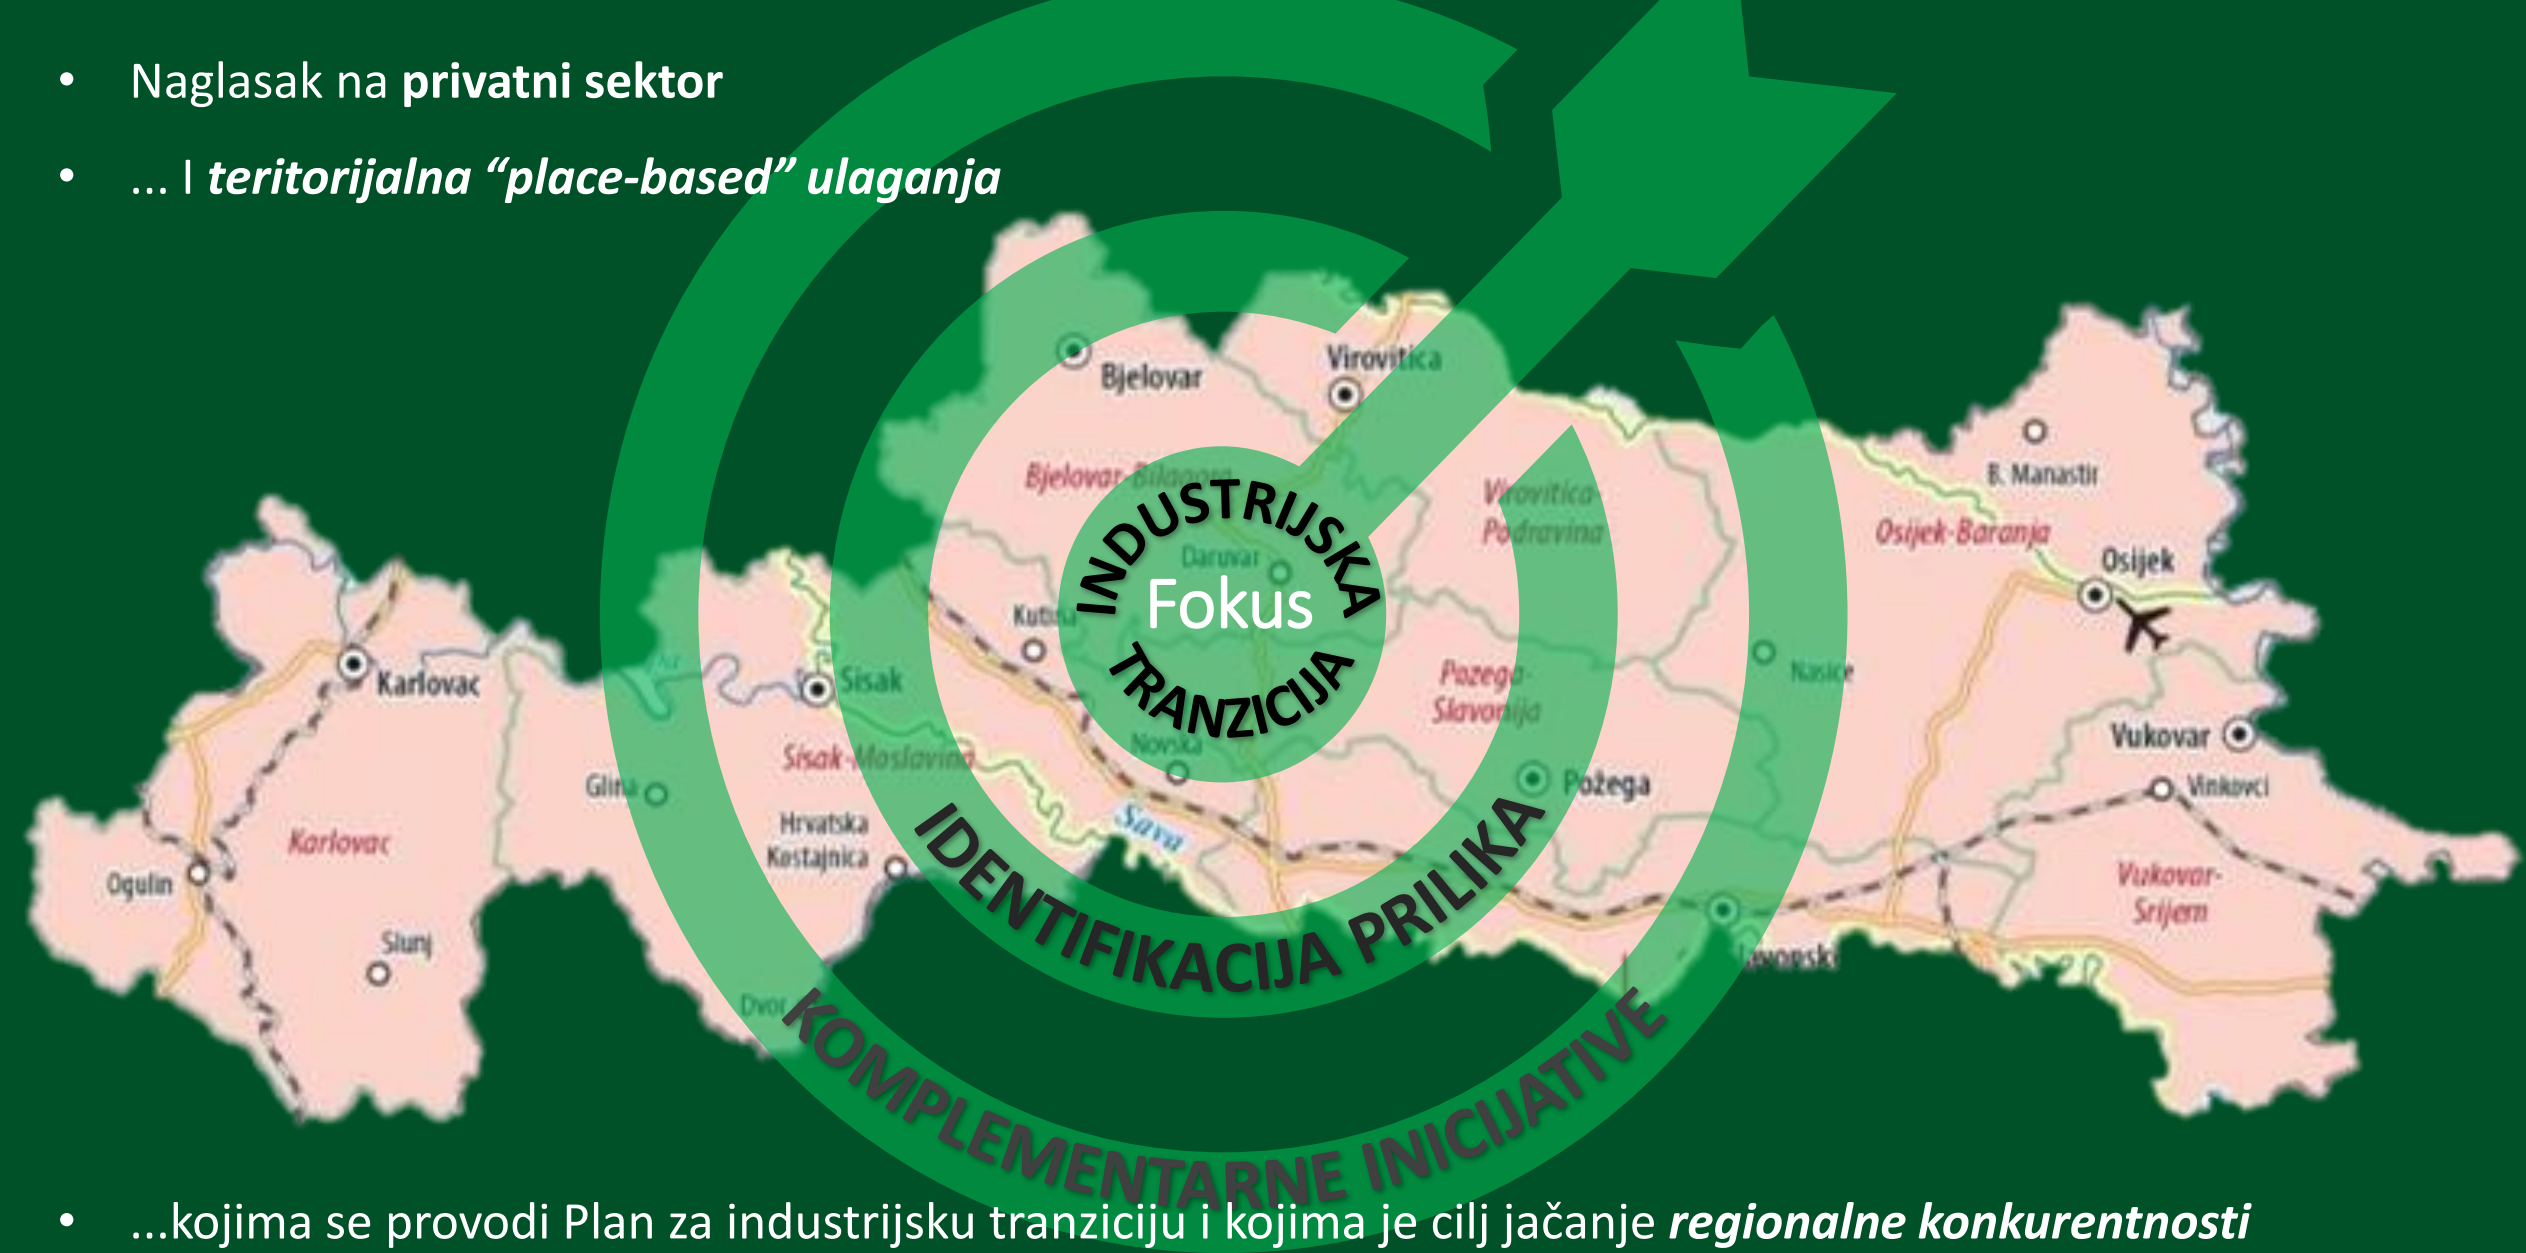 • Naglasak na privatni sektor
• ... I teritorijalna “place-based” ulaganja
Bjelovar
Virovitica
Bjelovar-Bilogora
Virovitica-
Podravina
B. Manastir
Osijek-Baranja
Osijek
INDUSTRIJSKA
Daruvar
Fokus
TRANZICIJA
Kutina
Karlovac
Sisak
Pozega-
Slavonija
Nasice
Vukovar
Sisak-Moslavina
Novska
Požega
Vinkovci
Glina
Hrvatska
Kostajnica
Sava
Karlovac
Ogulin
Vukovar-
Srijem
Slunj
IDENTIFIKACIJA PRILIKA
Dvor
KOMPLEMENTARNE INICIJATIVE
• ...kojima se provodi Plan za industrijsku tranziciju i kojima je cilj jačanje regionalne konkurentnosti